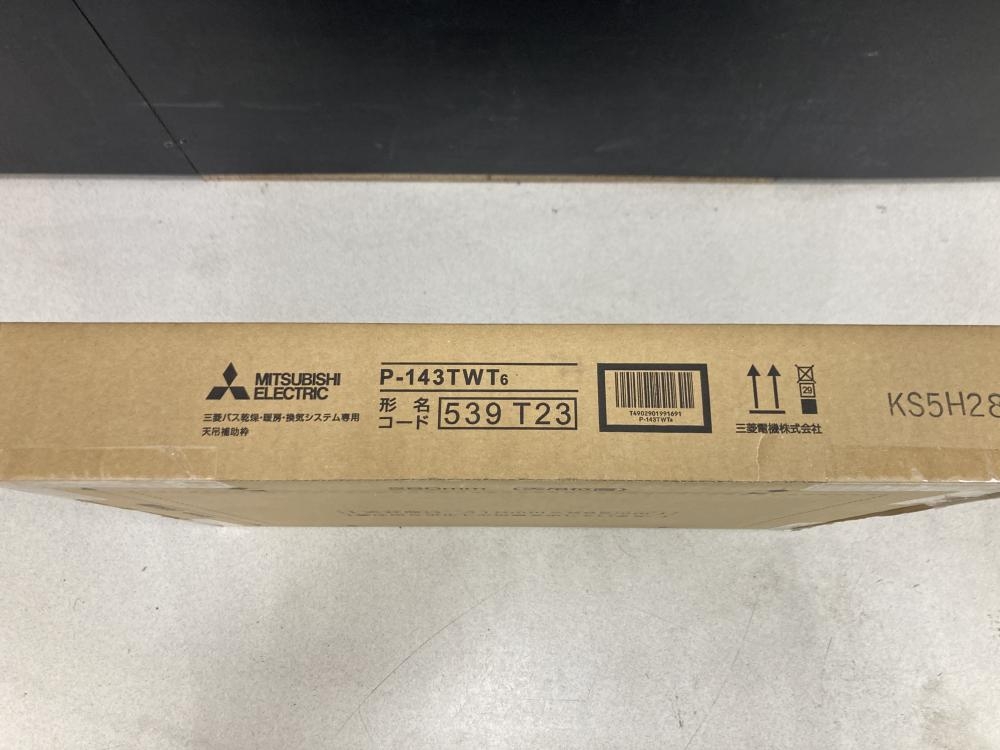 MITSUBISHI
ELECTRIC
三菱バス乾燥・暖房・換気システム専用
天吊補助枠
P-143TWT6
形名
コード
539 T23
T4902901991691
P-143TWT6
29
三菱電機株式会社
KS5H28